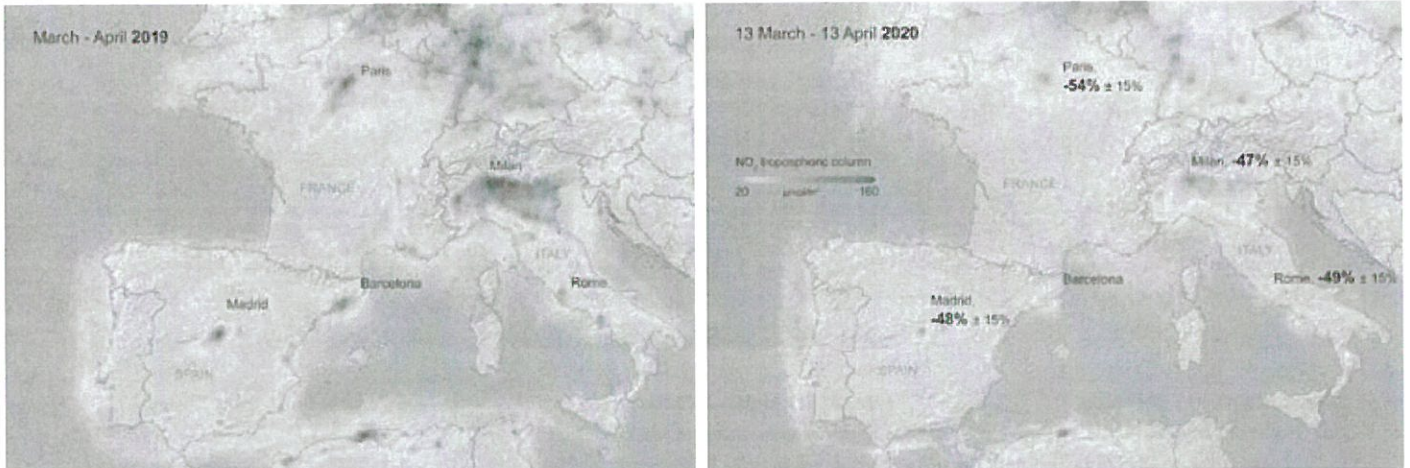 March - April 2019
Paris
Milan
FRANCE
ITALY
Barcelona
Rome
Madrid
SPAIN
13 March - 13 April 2020
Paris,
-54% ± 15%
Milan, -47% ± 15%
NO₂ tropospheric column
20 160
FRANCE
ITALY
Barcelona
Rome, -49% ± 15%
Madrid,
-48% ± 15%
SPAIN